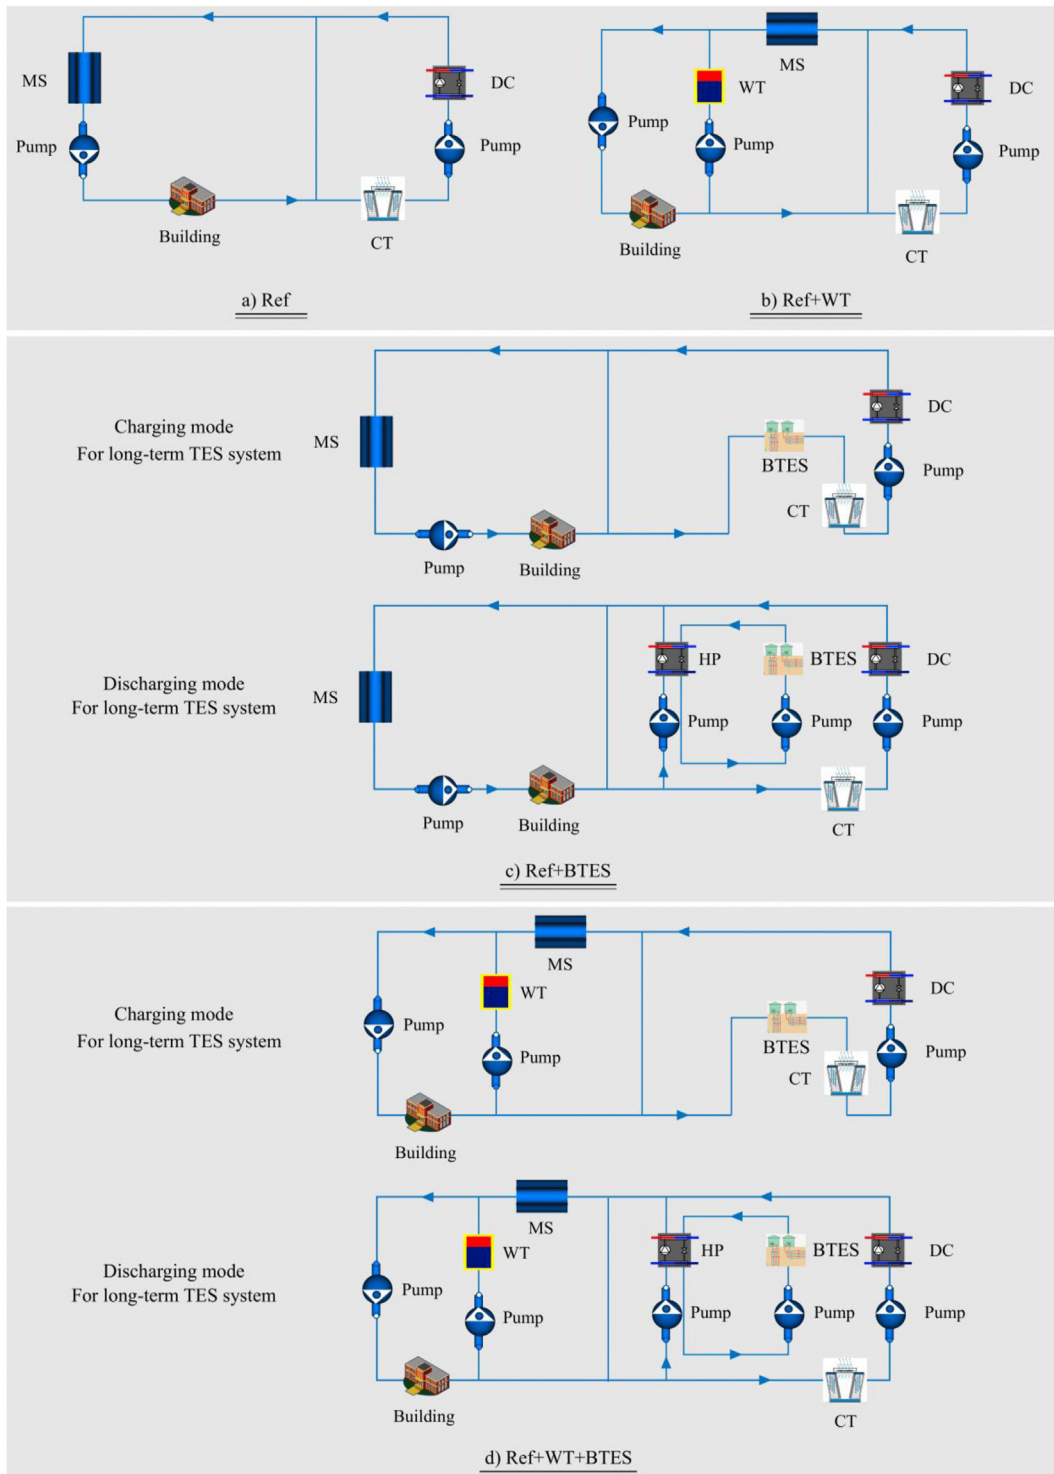 MS
DC
Pump
Pump
Building
CT
a) Ref
MS
WT
DC
Pump
Pump
Pump
Building
CT
b) Ref+WT
Charging mode
For long-term TES system
MS
DC
BTES
Pump
CT
Pump
Building
Discharging mode
For long-term TES system
MS
HP
BTES
DC
Pump
Pump
Pump
Pump
Building
CT
c) Ref+BTES
Charging mode
For long-term TES system
MS
WT
DC
Pump
Pump
BTES
Pump
CT
Building
Discharging mode
For long-term TES system
MS
WT
HP
BTES
DC
Pump
Pump
Pump
Pump
Pump
Building
CT
d) Ref+WT+BTES